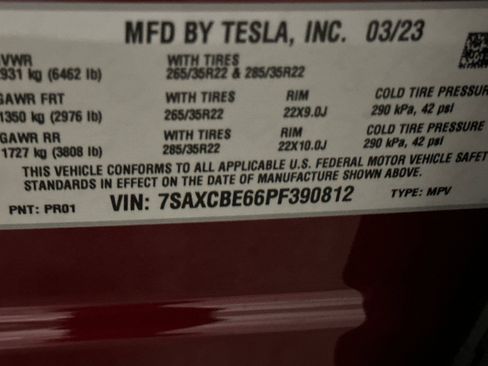 MFD BY TESLA, INC. 03/23
VWR WITH TIRES
2931 kg (6462 lb) 265/35R22 & 285/35R22
GAWR FRT WITH TIRES RIM COLD TIRE PRESSURE
1350 kg (2976 lb) 265/35R22 22X9.0J 290 kPa, 42 psi
GAWR RR WITH TIRES RIM COLD TIRE PRESSURE
1727 kg (3808 lb) 285/35R22 22X10.0J 290 kPa, 42 psi
THIS VEHICLE CONFORMS TO ALL APPLICABLE U.S. FEDERAL MOTOR VEHICLE SAFET
STANDARDS IN EFFECT ON THE DATE OF MANUFACTURE SHOWN ABOVE.
PNT: PR01 VIN: 7SAXCBE66PF390812 TYPE: MPV